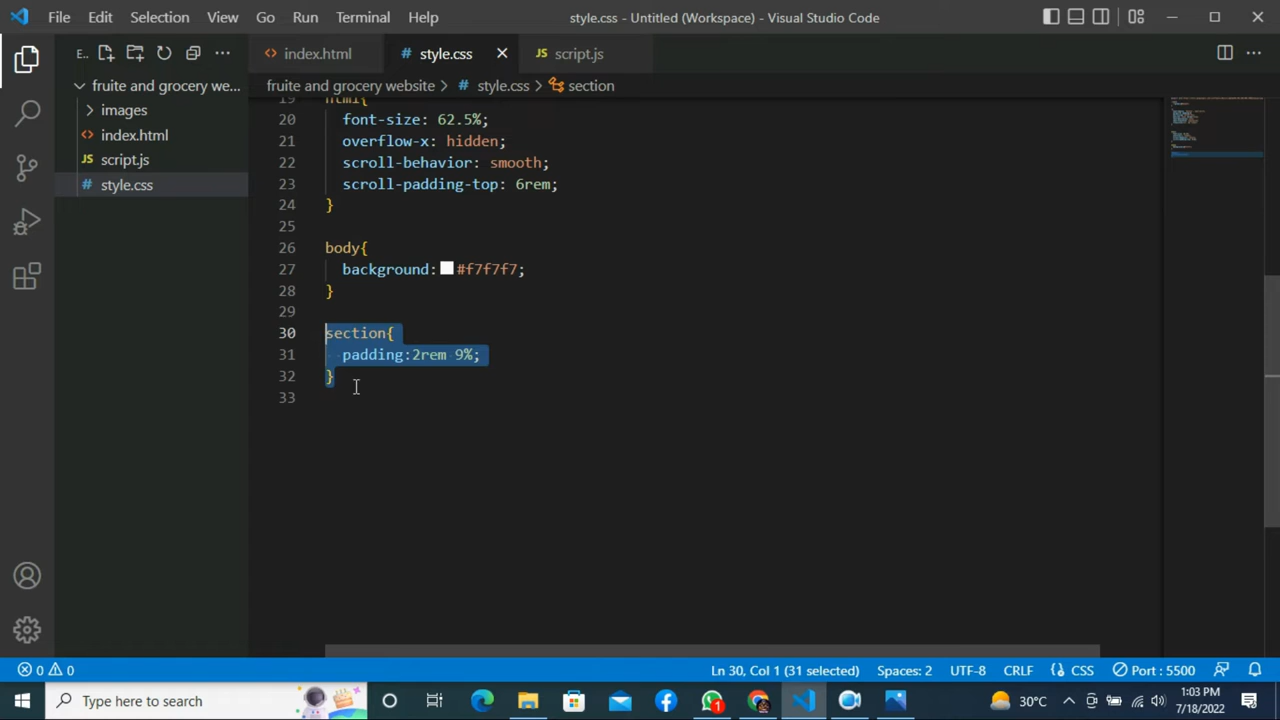 File Edit Selection View Go Run Terminal Help
style.css - Untitled (Workspace) - Visual Studio Code
E..
index.html
style.css
script.js
fruite and grocery we...
fruite and grocery website > style.css > section
images
index.html
script.js
style.css
19 html{
20 font-size: 62.5%;
21 overflow-x: hidden;
22 scroll-behavior: smooth;
23 scroll-padding-top: 6rem;
24 }
25
26 body{
27 background: #f7f7f7;
28 }
29
30 section{
31 padding:2rem 9%;
32 }
33
0 0 Ln 30, Col 1 (31 selected) Spaces: 2 UTF-8 CRLF CSS Port : 5500
Type here to search
1
30°C
1:03 PM
7/18/2022